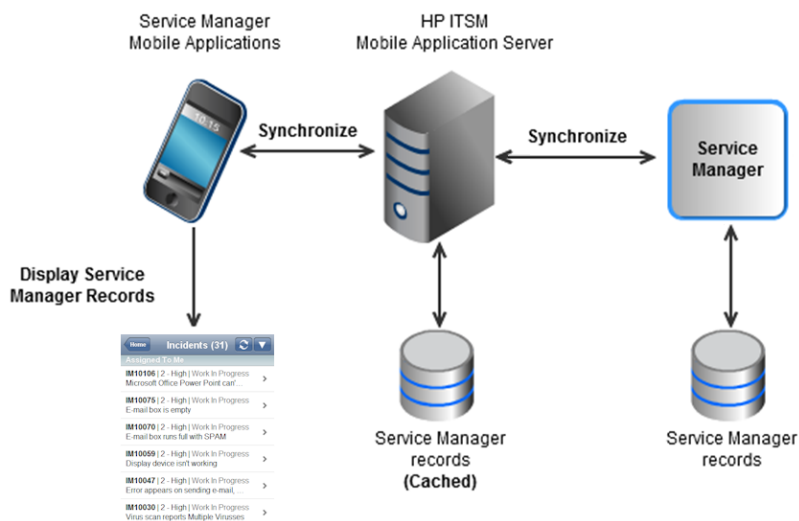 Service Manager
Mobile Applications
HP ITSM
Mobile Application Server
10:15
Synchronize
Synchronize
Service
Manager
Display Service
Manager Records
Home
Incidents (31)
Assigned To Me
IM10106 | 2 - High | Work In Progress
Microsoft Office Power Point can'...
IM10075 | 2 - High | Work In Progress
E-mail box is empty
IM10070 | 2 - High | Work In Progress
E-mail box runs full with SPAM
IM10059 | 2 - High | Work In Progress
Display device isn't working
IM10047 | 2 - High | Work In Progress
Error appears on sending e-mail, ...
IM10030 | 2 - High | Work In Progress
Virus scan reports Multiple Virusses
Service Manager
records
(Cached)
Service Manager
records